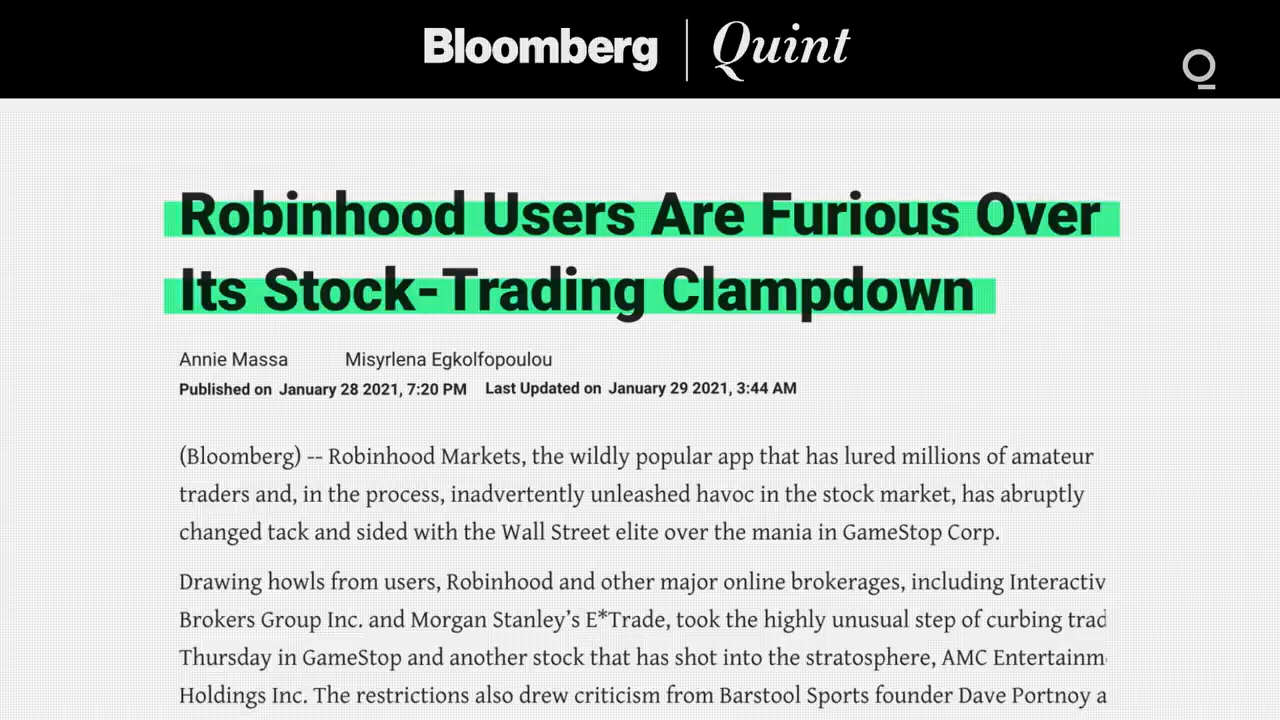 Bloomberg | Quint
Robinhood Users Are Furious Over
Its Stock-Trading Clampdown
Annie Massa Misyrlena Egkolfopoulou
Published on January 28 2021, 7:20 PM Last Updated on January 29 2021, 3:44 AM
(Bloomberg) -- Robinhood Markets, the wildly popular app that has lured millions of amateur
traders and, in the process, inadvertently unleashed havoc in the stock market, has abruptly
changed tack and sided with the Wall Street elite over the mania in GameStop Corp.
Drawing howls from users, Robinhood and other major online brokerages, including Interactiv
Brokers Group Inc. and Morgan Stanley’s E*Trade, took the highly unusual step of curbing trad
Thursday in GameStop and another stock that has shot into the stratosphere, AMC Entertainm
Holdings Inc. The restrictions also drew criticism from Barstool Sports founder Dave Portnoy a